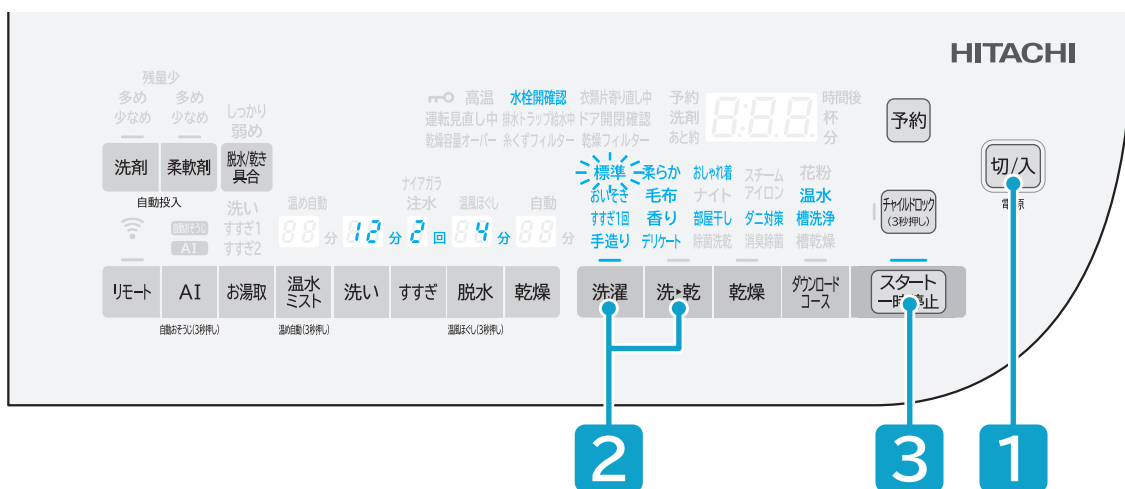 HITACHI
残量少
多め 多め
少なめ 少なめ
しっかり
弱め
高温 水栓開確認 衣類片寄り直し中
運転見直し中 排水トラップ給水中 ドア開閉確認
乾燥容量オーバー 糸くずフィルター 乾燥フィルター
予約 8:88 時間後
洗剤 杯
あと約 分
予約
切/入
電源
洗剤 柔軟剤 脱水/乾き具合
自動投入
標準 柔らか おしゃれ着 スチームアイロン 花粉
おいそぎ 毛布 ナイト 温水
すすぎ1回 香り 部屋干し ダニ対策 槽洗浄
手造り デリケート 除菌洗乾 消臭除菌 槽乾燥
チャイルドロック
(3秒押し)
自動おそうじ
AI
洗い
すすぎ1
すすぎ2
温め自動
ナイアガラ
注水
温風ほぐし
自動
88分 12分 2回 84分 88分
リモート AI お湯取 温水ミスト 洗い すすぎ 脱水 乾燥
洗濯 洗▸乾 乾燥 ダウンロードコース スタート一時停止
自動おそうじ(3秒押し) 温め自動(3秒押し) 温風ほぐし(3秒押し)
2 3 1